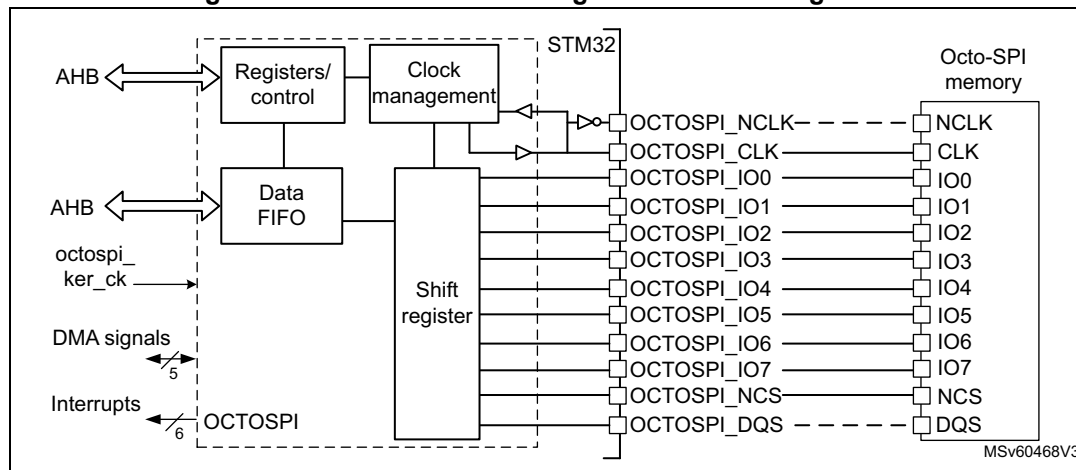 STM32
Octo-SPI
memory
AHB
Registers/
control
Clock
management
OCTOSPI_NCLK
NCLK
OCTOSPI_CLK
CLK
AHB
Data
FIFO
OCTOSPI_IO0
IO0
OCTOSPI_IO1
IO1
OCTOSPI_IO2
IO2
octospi_
ker_ck
OCTOSPI_IO3
IO3
Shift
register
OCTOSPI_IO4
IO4
OCTOSPI_IO5
IO5
DMA signals
5
OCTOSPI_IO6
IO6
OCTOSPI_IO7
IO7
Interrupts
6
OCTOSPI
OCTOSPI_NCS
NCS
OCTOSPI_DQS
DQS
MSv60468V3